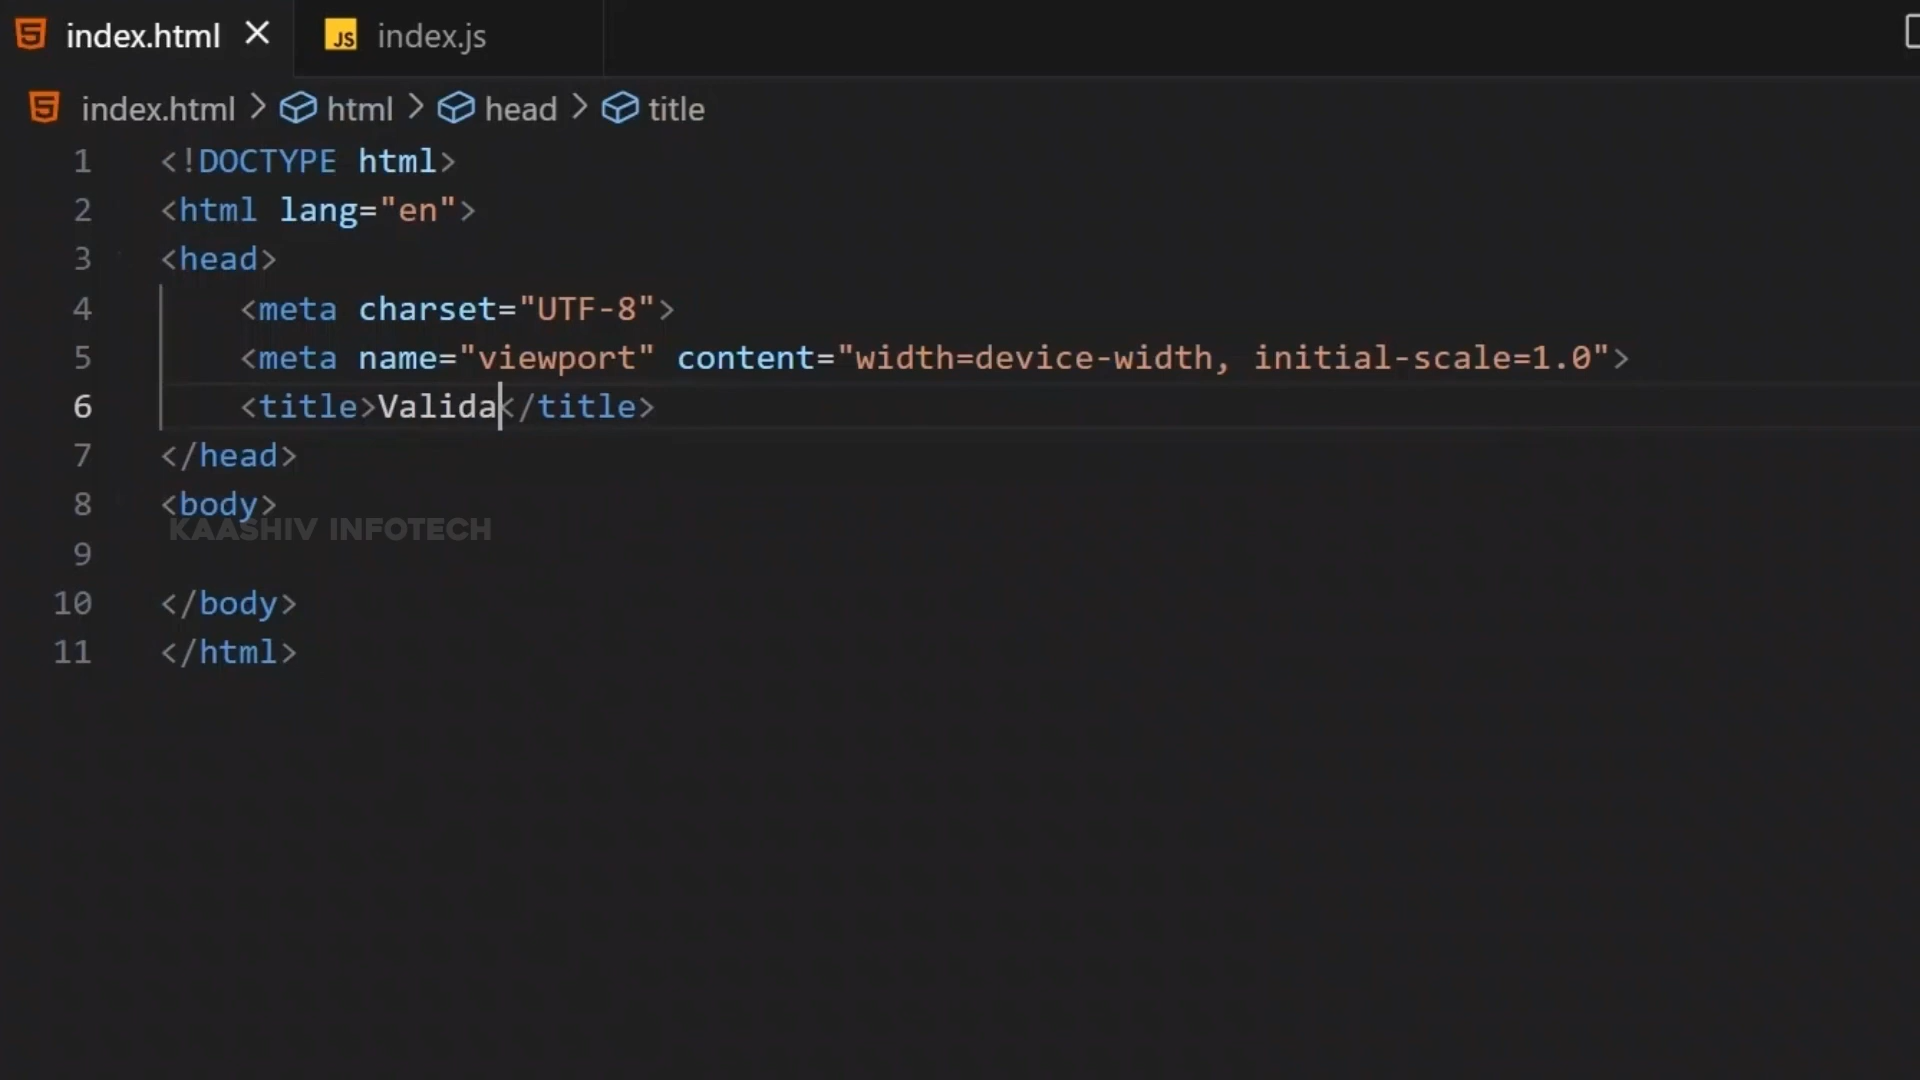 index.html
JS index.js
index.html > html > head > title
1 <!DOCTYPE html>
2 <html lang="en">
3 <head>
4 <meta charset="UTF-8">
5 <meta name="viewport" content="width=device-width, initial-scale=1.0">
6 <title>Valida</title>
7 </head>
8 <body>
KAASHIV INFOTECH
9
10 </body>
11 </html>